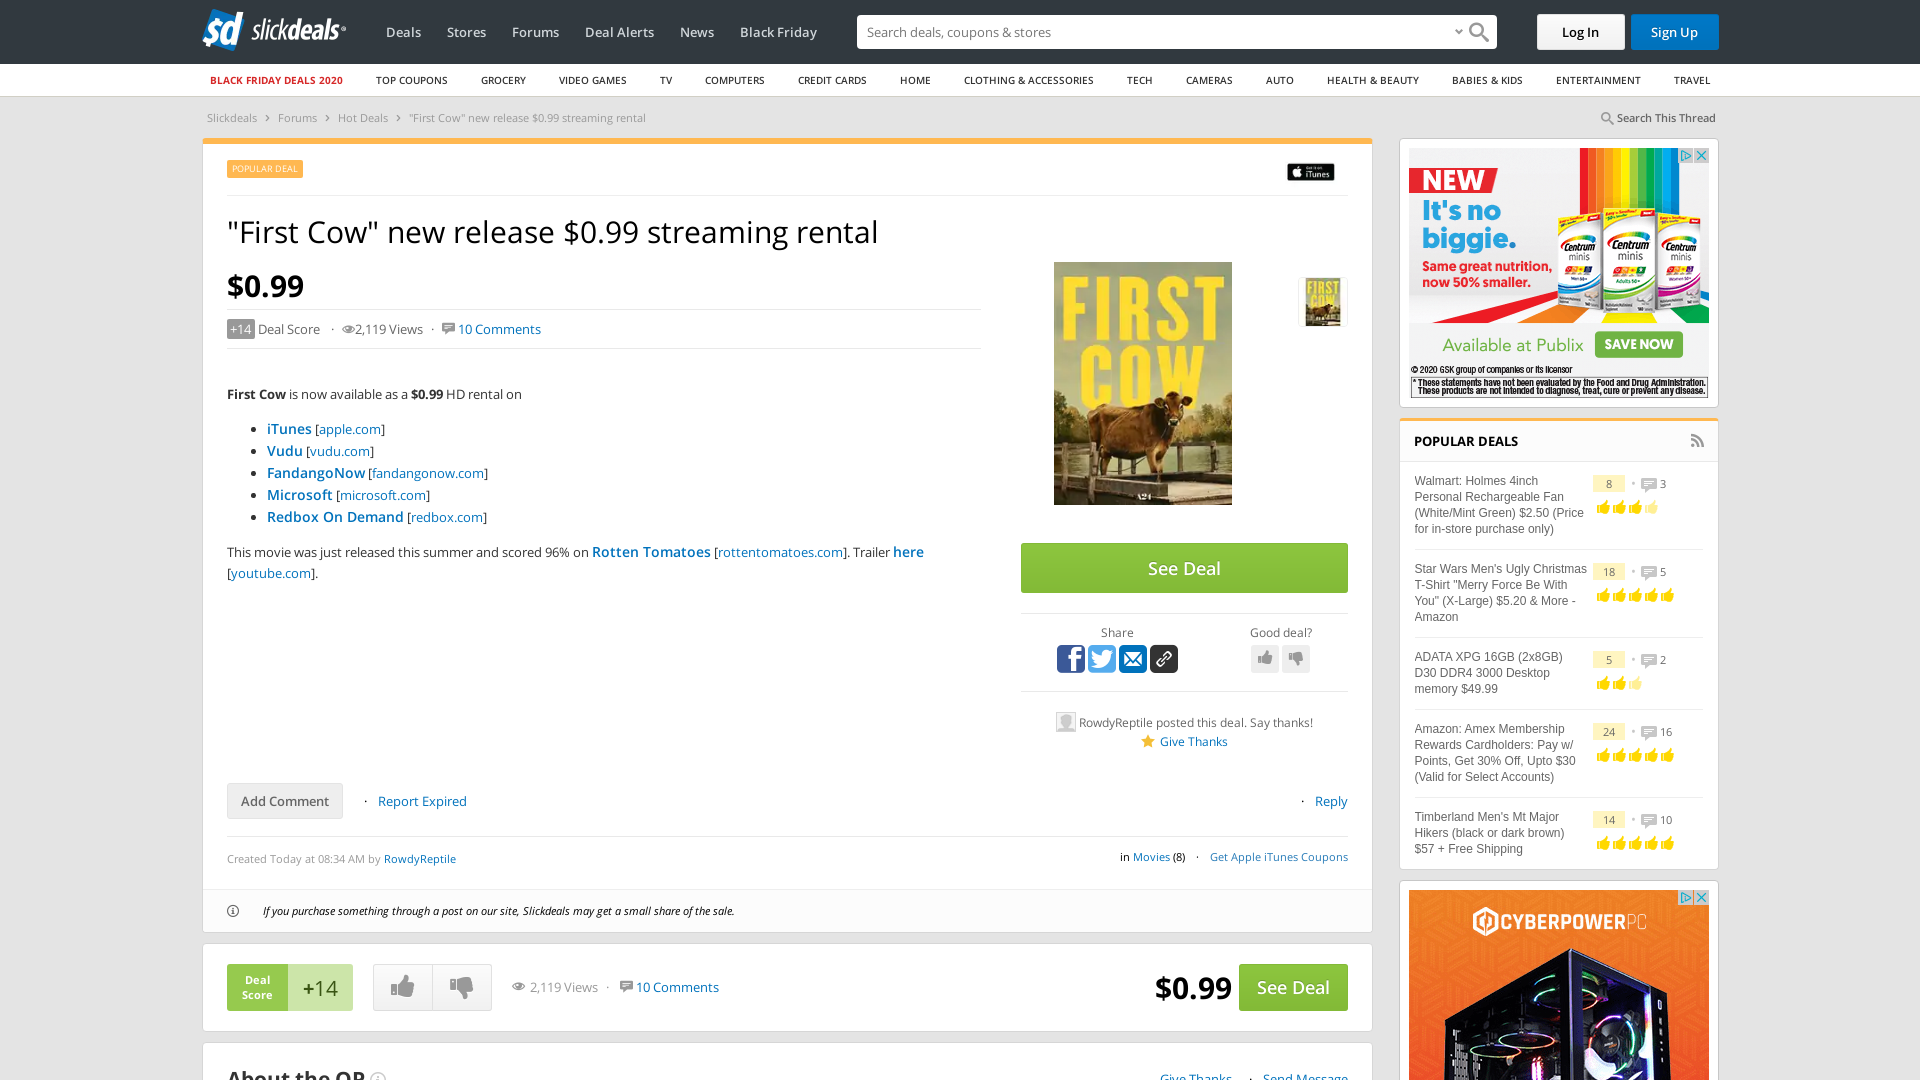 sd slickdeals
Deals
Stores
Forums
Deal Alerts
News
Black Friday
Search deals, coupons & stores
Log In
Sign Up
BLACK FRIDAY DEALS 2020
TOP COUPONS
GROCERY
VIDEO GAMES
TV
COMPUTERS
CREDIT CARDS
HOME
CLOTHING & ACCESSORIES
TECH
CAMERAS
AUTO
HEALTH & BEAUTY
BABIES & KIDS
ENTERTAINMENT
TRAVEL
Slickdeals › Forums › Hot Deals › "First Cow" new release $0.99 streaming rental
Search This Thread
POPULAR DEAL
Get it on
iTunes
"First Cow" new release $0.99 streaming rental
$0.99
+14 Deal Score · 2,119 Views · 10 Comments
First Cow is now available as a $0.99 HD rental on
• iTunes [apple.com]
• Vudu [vudu.com]
• FandangoNow [fandangonow.com]
• Microsoft [microsoft.com]
• Redbox On Demand [redbox.com]
This movie was just released this summer and scored 96% on Rotten Tomatoes [rottentomatoes.com]. Trailer here
[youtube.com].
FIRST
COW
A24
FIRST
COW
See Deal
Share
Good deal?
RowdyReptile posted this deal. Say thanks!
Give Thanks
Add Comment
· Report Expired
· Reply
Created Today at 08:34 AM by RowdyReptile
in Movies (8) · Get Apple iTunes Coupons
If you purchase something through a post on our site, Slickdeals may get a small share of the sale.
Deal
Score
+14
2,119 Views · 10 Comments
$0.99
See Deal
About the OP
Give Thanks · Send Message
NEW
It's no
biggie.
Same great nutrition,
now 50% smaller.
Centrum
minis
Centrum
minis
Adults 50+
Centrum
minis
Available at Publix
SAVE NOW
© 2020 GSK group of companies or its licensor
* These statements have not been evaluated by the Food and Drug Administration.
These products are not intended to diagnose, treat, cure or prevent any disease.
POPULAR DEALS
Walmart: Holmes 4inch
Personal Rechargeable Fan
(White/Mint Green) $2.50 (Price
for in-store purchase only)
8 • 3
Star Wars Men's Ugly Christmas
T-Shirt "Merry Force Be With
You" (X-Large) $5.20 & More -
Amazon
18 • 5
ADATA XPG 16GB (2x8GB)
D30 DDR4 3000 Desktop
memory $49.99
5 • 2
Amazon: Amex Membership
Rewards Cardholders: Pay w/
Points, Get 30% Off, Upto $30
(Valid for Select Accounts)
24 • 16
Timberland Men's Mt Major
Hikers (black or dark brown)
$57 + Free Shipping
14 • 10
CYBERPOWERPC